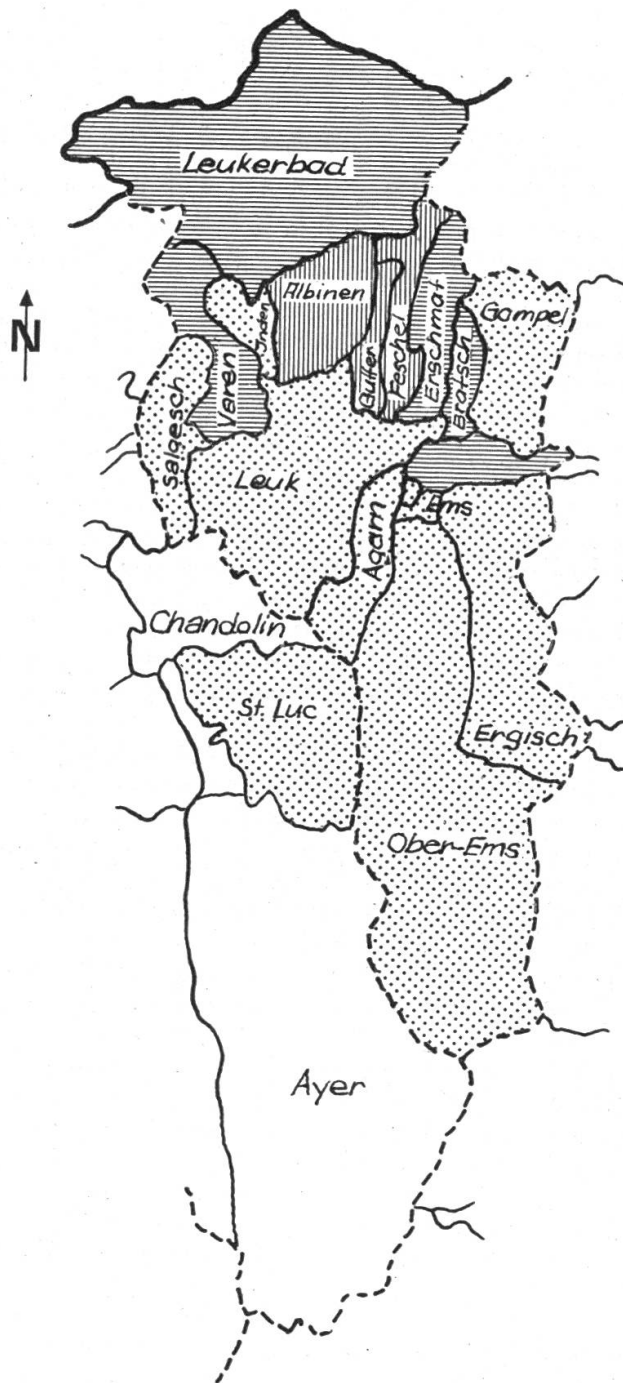 Leukerbad
N
Albinen
Inden
Gampel
Guttet
Feschel
Erschmat
Bratsch
Varen
Salgesch
Leuk
Agarn
Ems
Chandolin
St. Luc
Ergisch
Ober-Ems
Ayer